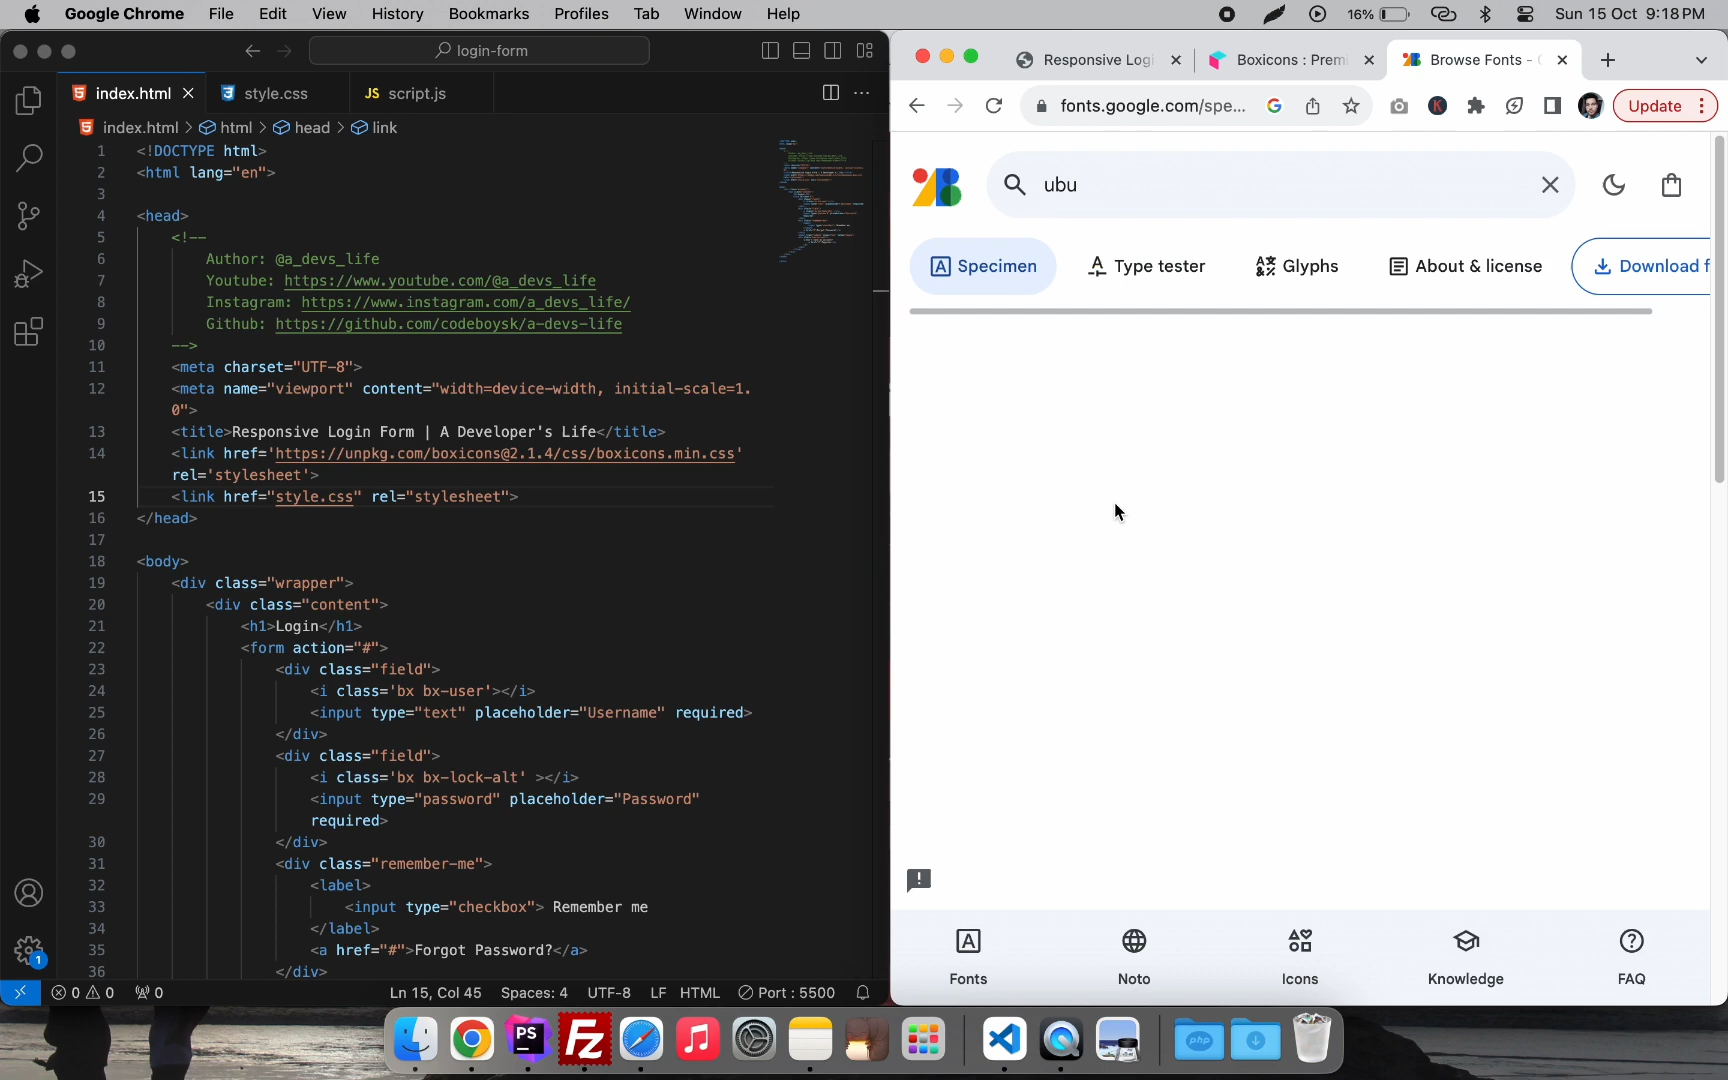 Google Chrome File Edit View History Bookmarks Profiles Tab Window Help 16% Sun 15 Oct 9:18 PM
login-form
index.html style.css JS script.js
index.html > html > head > link
1 <!DOCTYPE html>
2 <html lang="en">
3
4 <head>
5 <!--
6 Author: @a_devs_life
7 Youtube: https://www.youtube.com/@a_devs_life
8 Instagram: https://www.instagram.com/a_devs_life/
9 Github: https://github.com/codeboysk/a-devs-life
10 -->
11 <meta charset="UTF-8">
12 <meta name="viewport" content="width=device-width, initial-scale=1.
0">
13 <title>Responsive Login Form | A Developer's Life</title>
14 <link href='https://unpkg.com/boxicons@2.1.4/css/boxicons.min.css'
rel='stylesheet'>
15 <link href="style.css" rel="stylesheet">
16 </head>
17
18 <body>
19 <div class="wrapper">
20 <div class="content">
21 <h1>Login</h1>
22 <form action="#">
23 <div class="field">
24 <i class='bx bx-user'></i>
25 <input type="text" placeholder="Username" required>
26 </div>
27 <div class="field">
28 <i class='bx bx-lock-alt' ></i>
29 <input type="password" placeholder="Password"
required>
30 </div>
31 <div class="remember-me">
32 <label>
33 <input type="checkbox"> Remember me
34 </label>
35 <a href="#">Forgot Password?</a>
36 </div>
1
0 0 0 Ln 15, Col 45 Spaces: 4 UTF-8 LF HTML Port : 5500
Responsive Logi Boxicons : Premi Browse Fonts -
fonts.google.com/spe... Update
ubu
Specimen Type tester Glyphs About & license Download f
Fonts Noto Icons Knowledge FAQ
PS FZ php